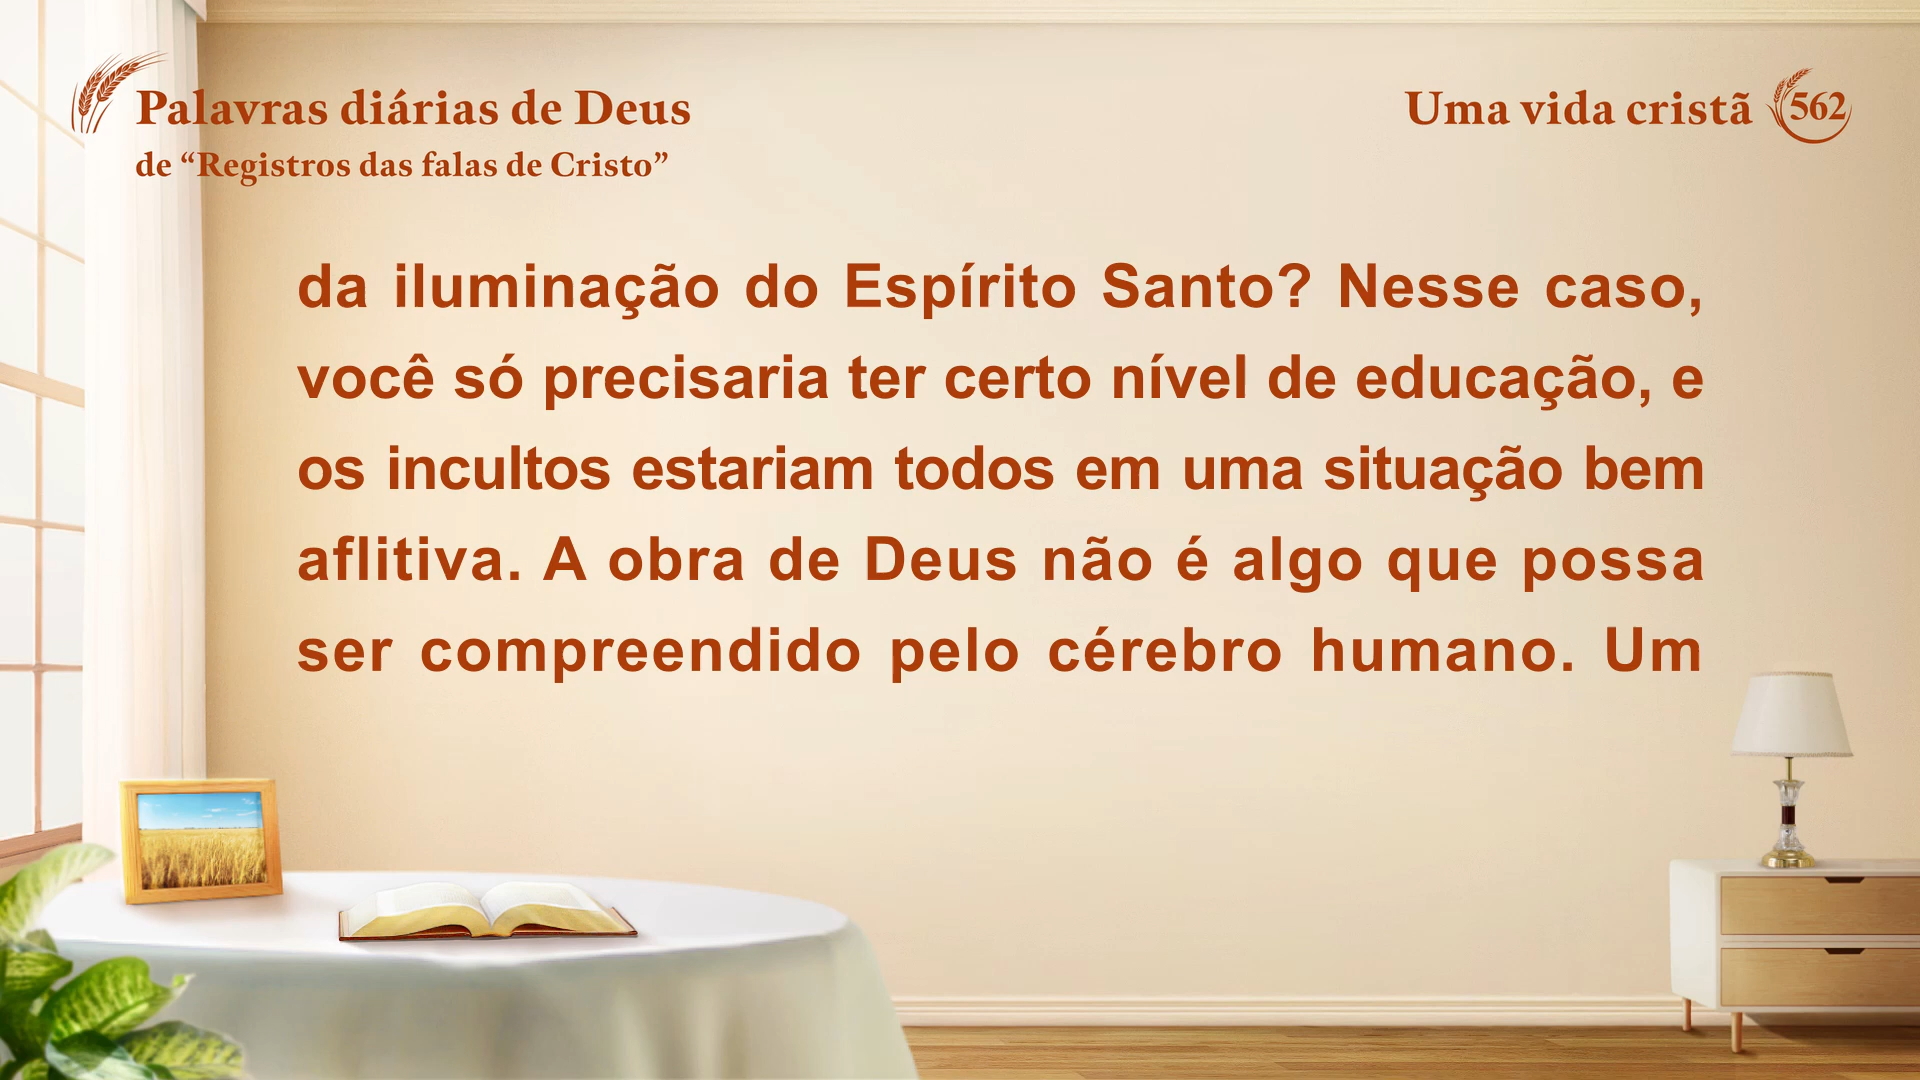 Palavras diárias de Deus
de “Registros das falas de Cristo”
Uma vida cristã 562
da iluminação do Espírito Santo? Nesse caso,
você só precisaria ter certo nível de educação, e
os incultos estariam todos em uma situação bem
aflitiva. A obra de Deus não é algo que possa
ser compreendido pelo cérebro humano. Um